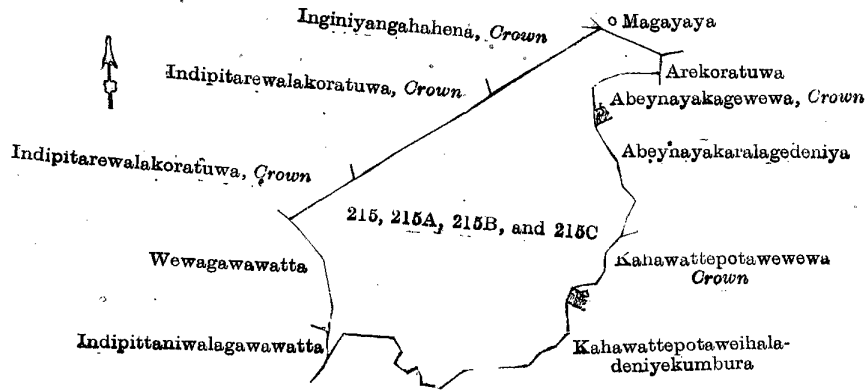 Inginiyangahahena, Crown
Magayaya
Indipitarewalakoratuwa, Crown
Arekoratuwa
Abeynayakagewewa, Crown
Indipitarewalakoratuwa, Crown
Abeynayakaralagedeniya
215, 215A, 215B, and 215C
Wewagawawatta
Kahawattepotawewewa
Crown
Indipittaniwalagawawatta
Kahawattepotaweihala-
deniyekumbura